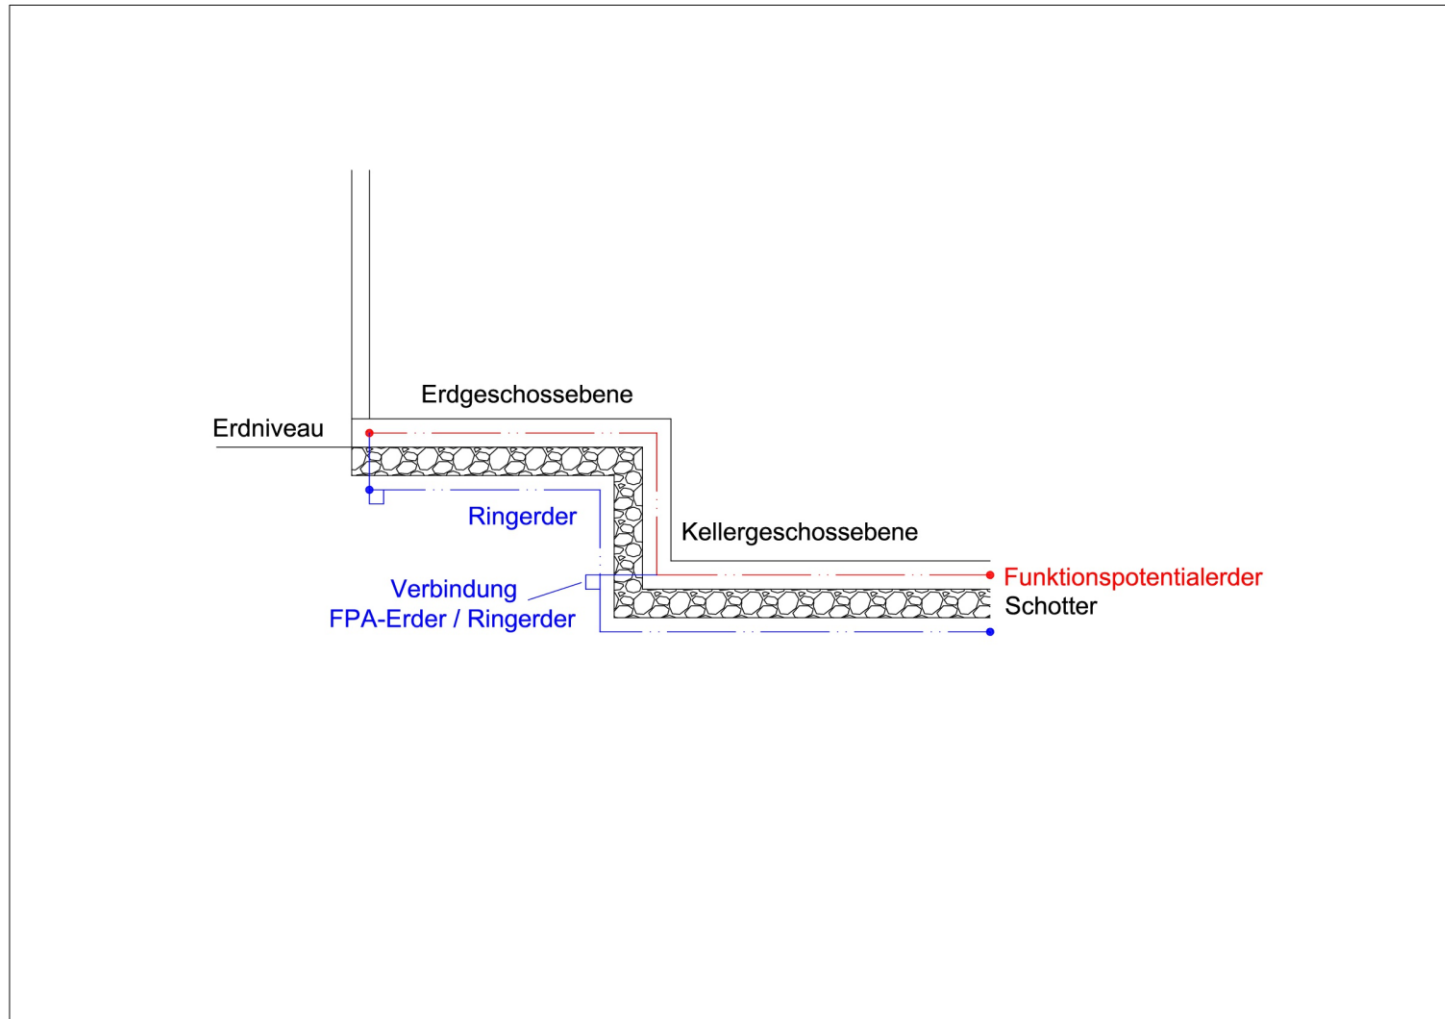 Erdgeschossebene
Erdniveau
Ringerder
Kellergeschossebene
Verbindung
FPA-Erder / Ringerder
Funktionspotentialerder
Schotter